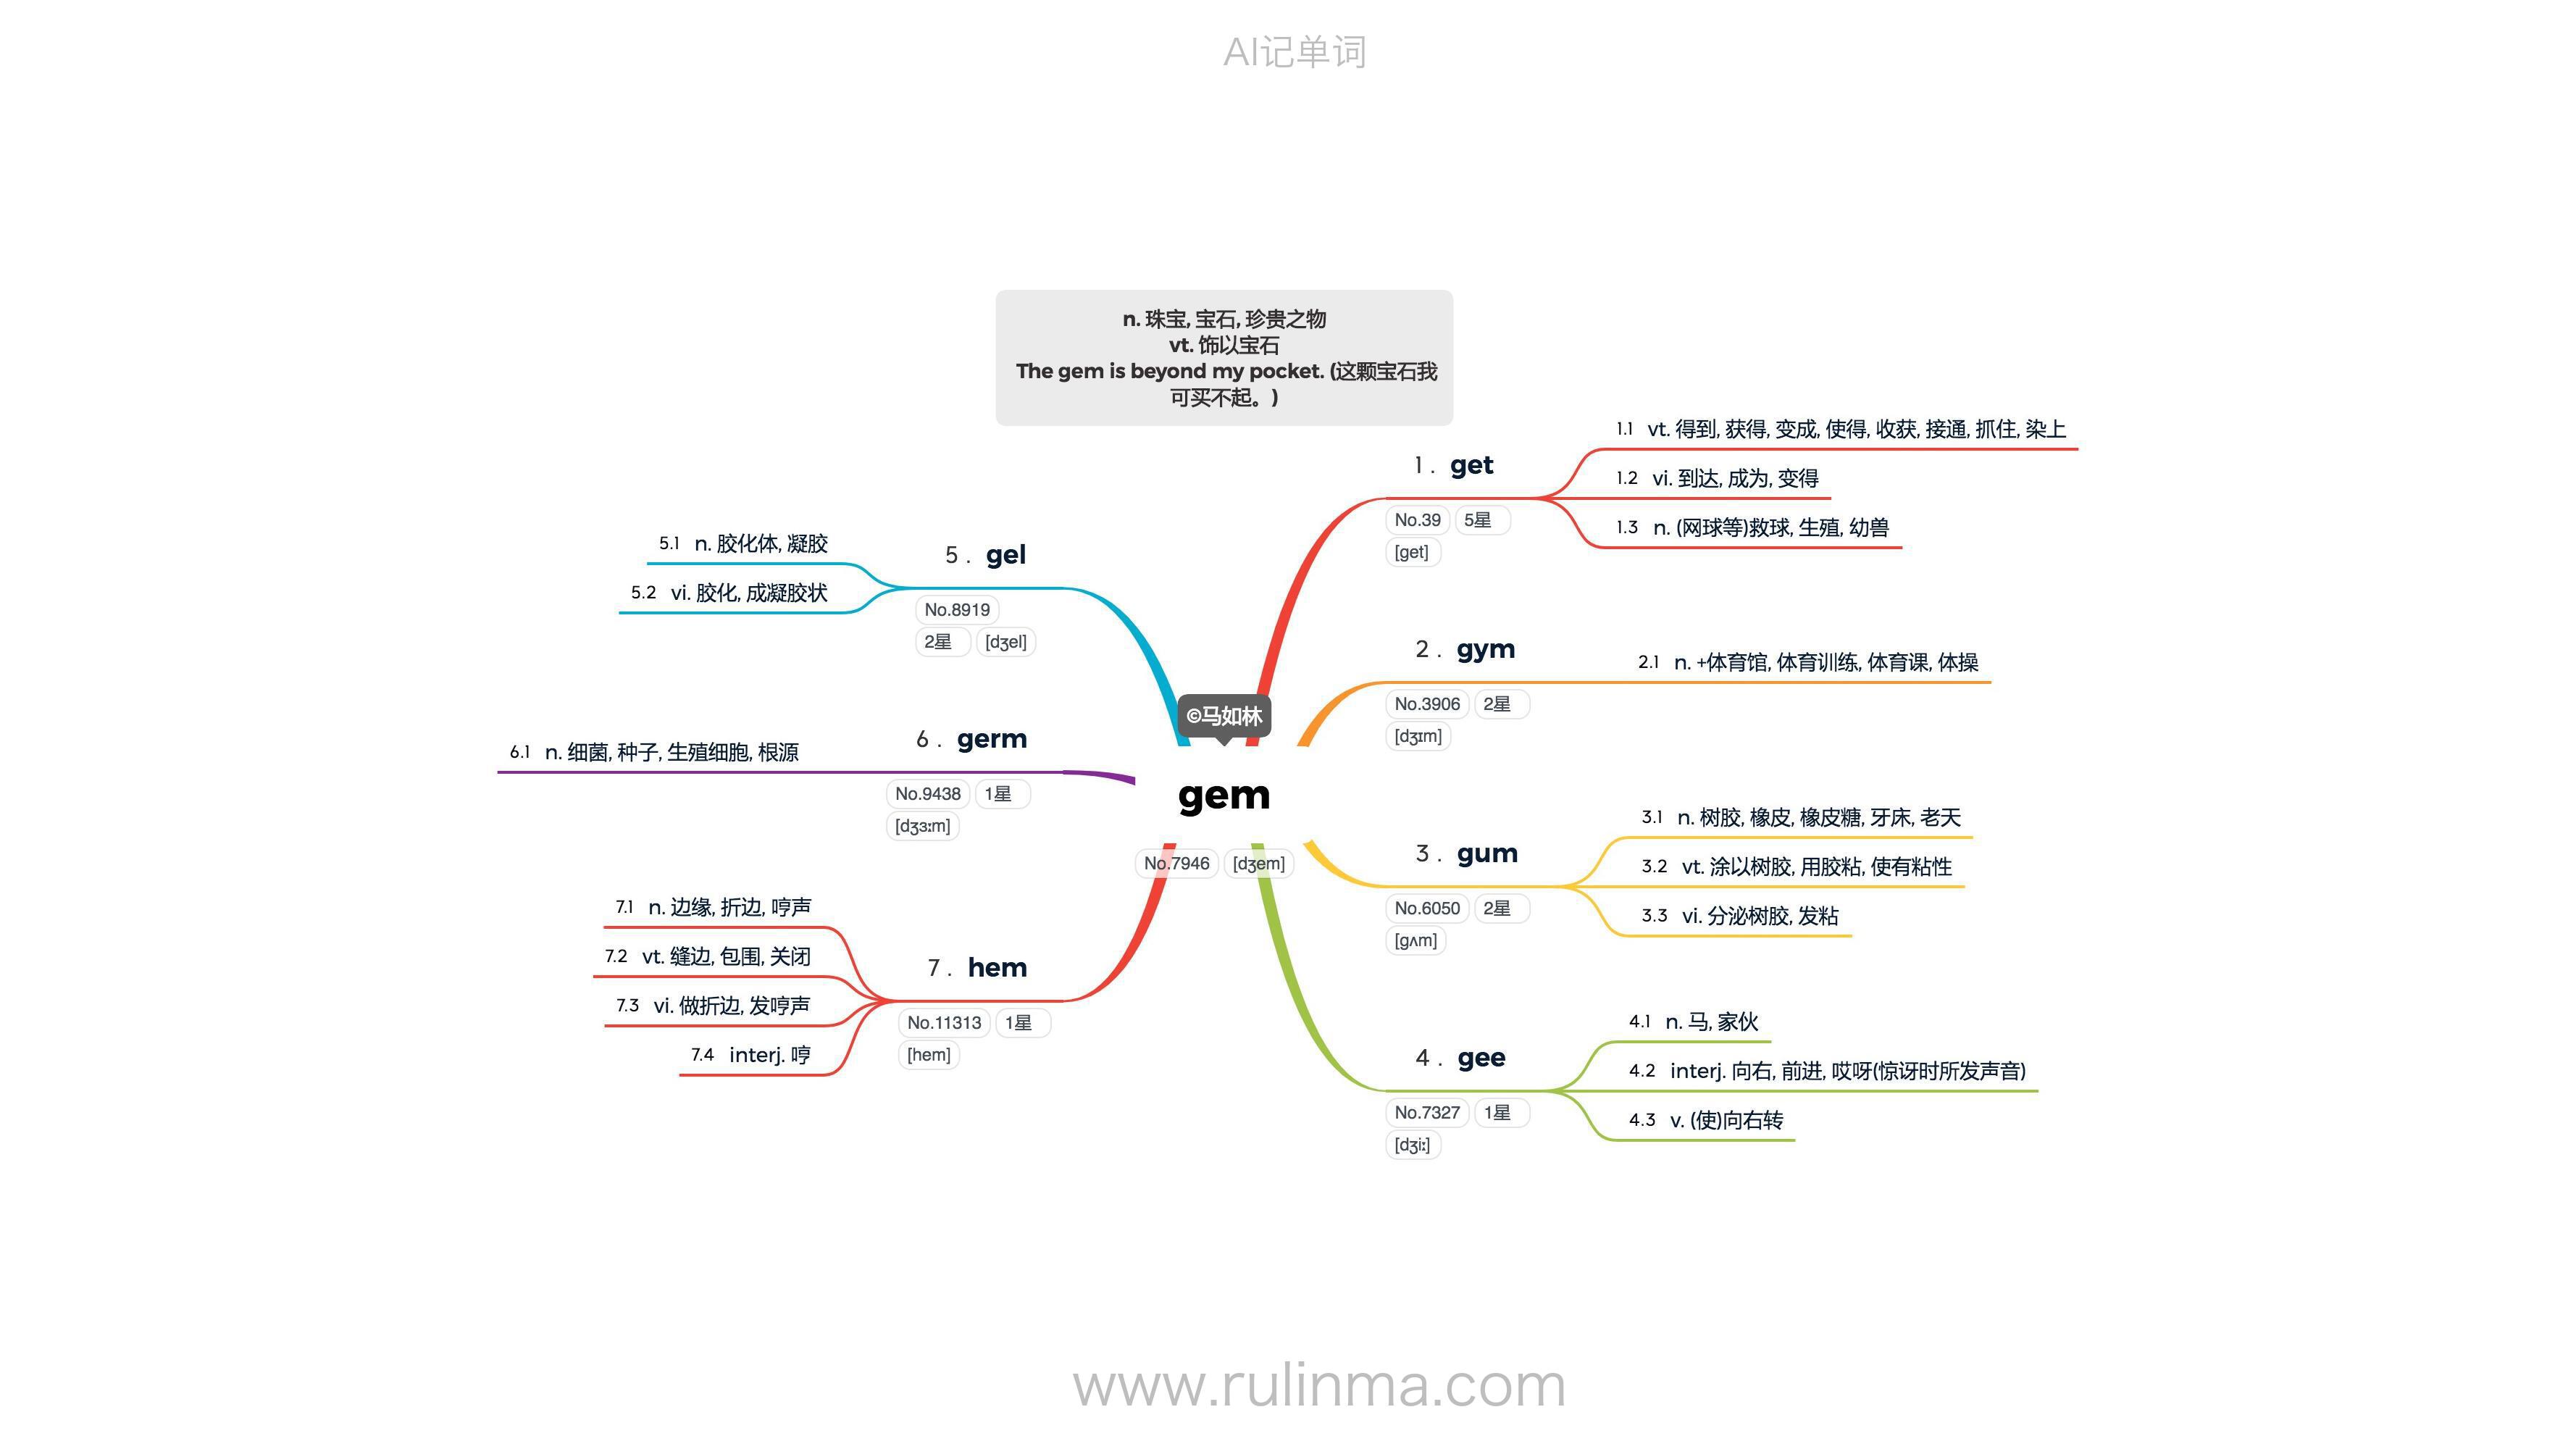 AI记单词
n. 珠宝, 宝石, 珍贵之物
vt. 饰以宝石
The gem is beyond my pocket. (这颗宝石我
可买不起。)
©马如林
gem
No.7946 [dʒem]
1 . get
No.39 5星
[get]
1.1 vt. 得到, 获得, 变成, 使得, 收获, 接通, 抓住, 染上
1.2 vi. 到达, 成为, 变得
1.3 n. (网球等)救球, 生殖, 幼兽
2 . gym
No.3906 2星
[dʒɪm]
2.1 n. +体育馆, 体育训练, 体育课, 体操
3 . gum
No.6050 2星
[gʌm]
3.1 n. 树胶, 橡皮, 橡皮糖, 牙床, 老天
3.2 vt. 涂以树胶, 用胶粘, 使有粘性
3.3 vi. 分泌树胶, 发粘
4 . gee
No.7327 1星
[dʒiː]
4.1 n. 马, 家伙
4.2 interj. 向右, 前进, 哎呀(惊讶时所发声音)
4.3 v. (使)向右转
5 . gel
No.8919
2星 [dʒel]
5.1 n. 胶化体, 凝胶
5.2 vi. 胶化, 成凝胶状
6 . germ
No.9438 1星
[dʒɜːm]
6.1 n. 细菌, 种子, 生殖细胞, 根源
7 . hem
No.11313 1星
[hem]
7.1 n. 边缘, 折边, 哼声
7.2 vt. 缝边, 包围, 关闭
7.3 vi. 做折边, 发哼声
7.4 interj. 哼
www.rulinma.com